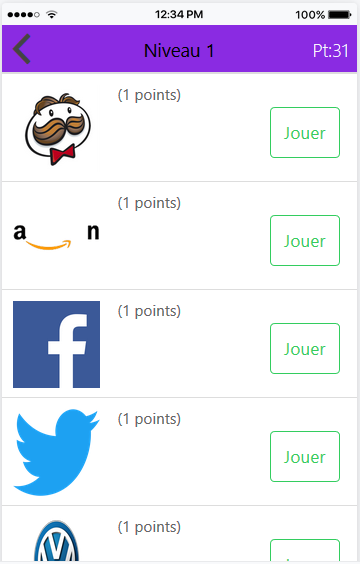 12:34 PM
100%
Niveau 1
Pt:31
(1 points)
Jouer
(1 points)
a n
Jouer
(1 points)
f
Jouer
(1 points)
Jouer
(1 points)
Jouer